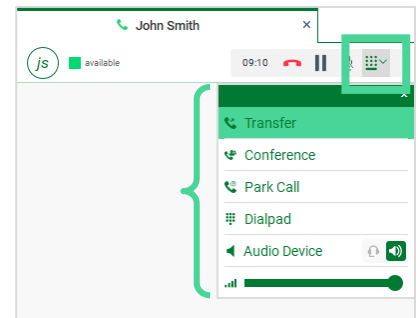 John Smith ×
js available 09:10
×
Transfer
Conference
Park Call
Dialpad
Audio Device